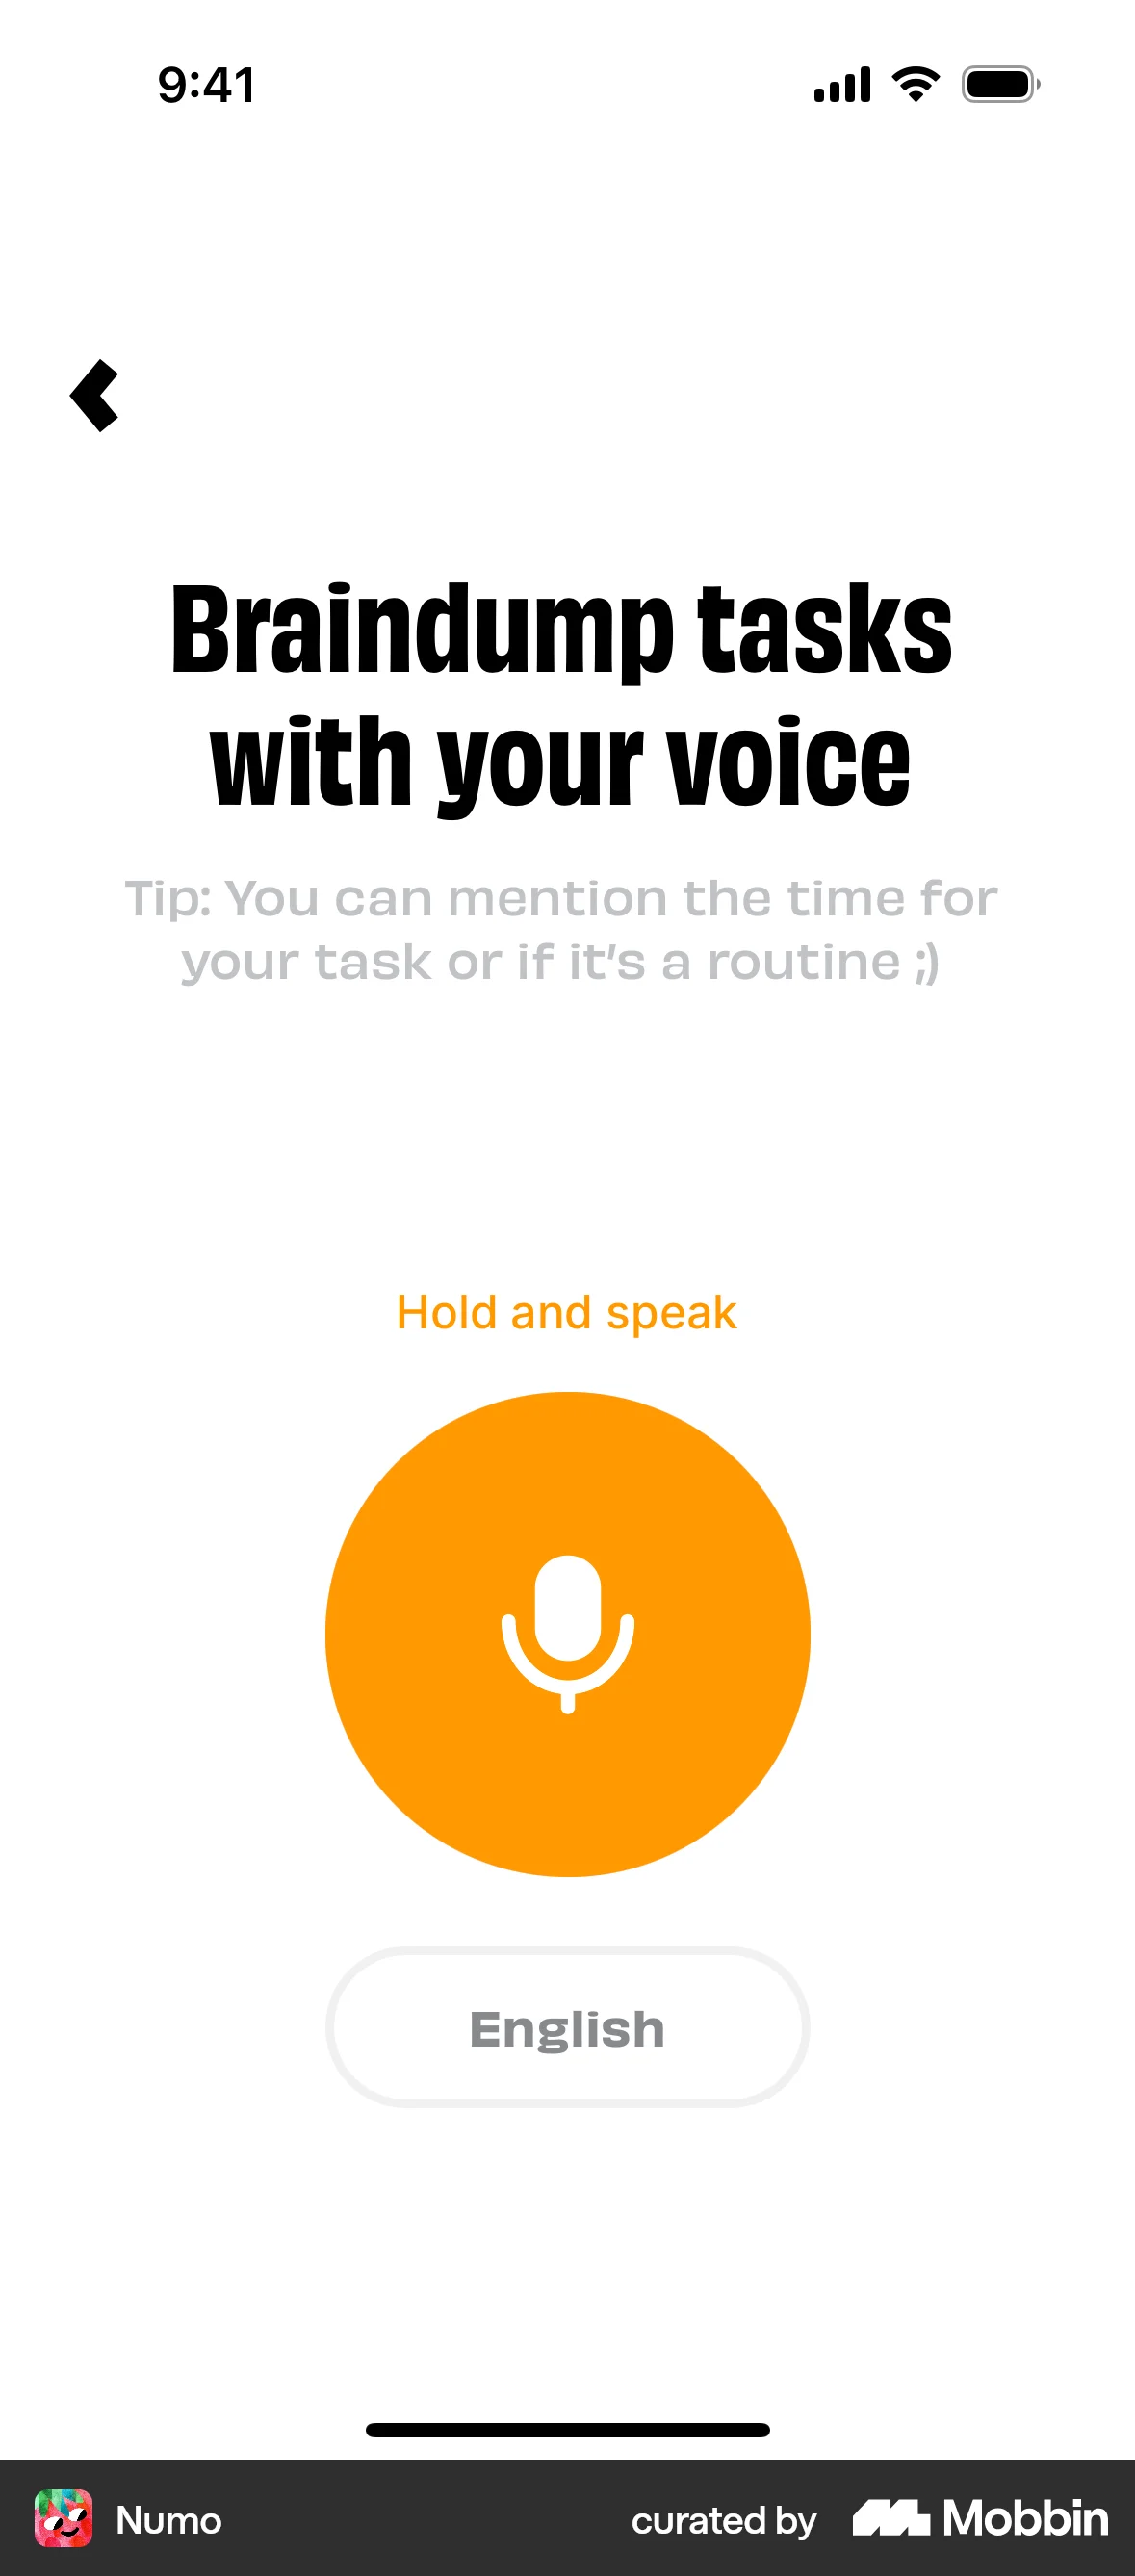 9:41
Braindump tasks
with your voice
Tip: You can mention the time for
your task or if it’s a routine ;)
Hold and speak
English
Numo
curated by Mobbin